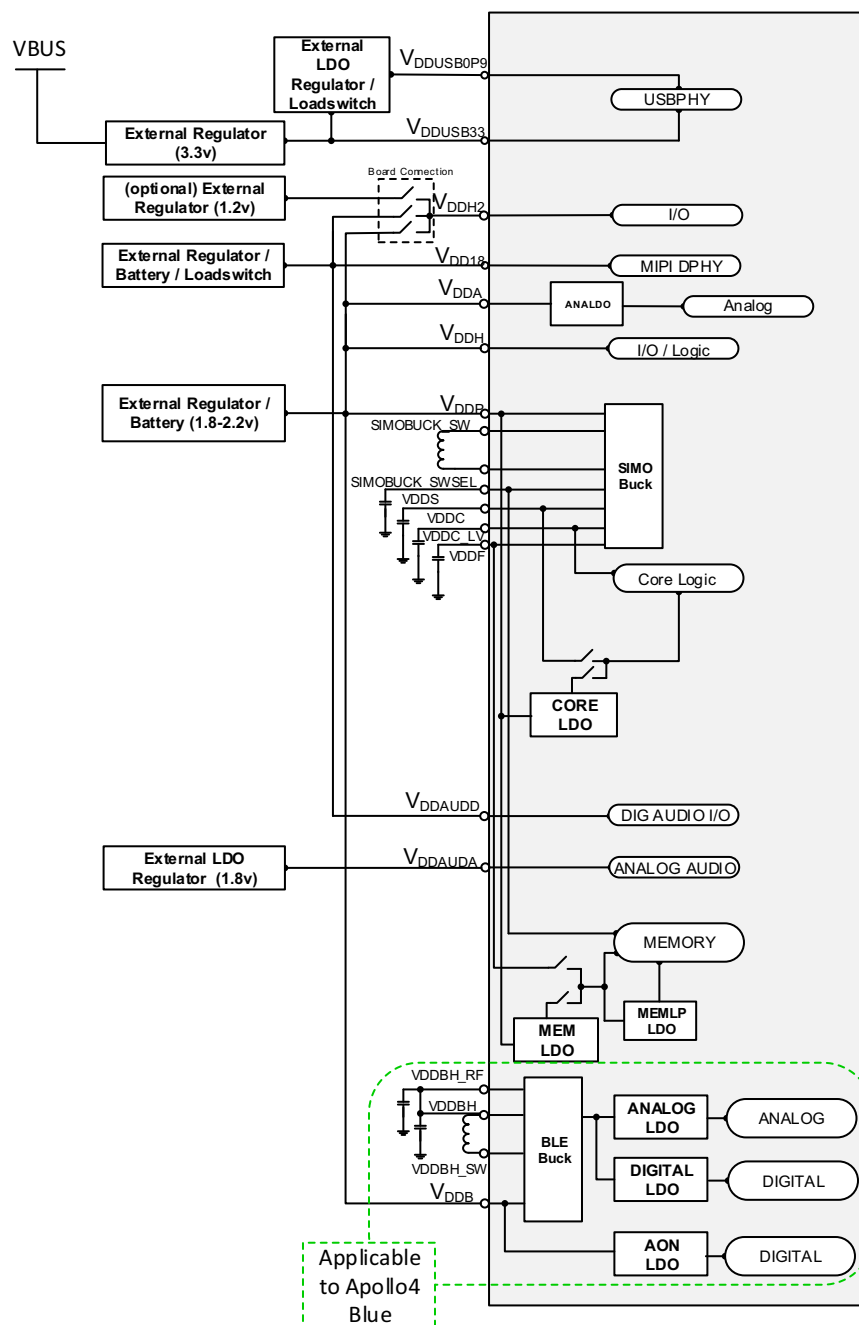 VBUS
External
LDO
Regulator /
Loadswitch
VDDUSB0P9
USBPHY
External Regulator
(3.3v)
VDDUSB33
Board Connection
(optional) External
Regulator (1.2v)
VDDH2
I/O
External Regulator /
Battery / Loadswitch
VDD18
MIPI DPHY
VDDA
ANALDO
Analog
VDDH
I/O / Logic
External Regulator /
Battery (1.8-2.2v)
VDDP
SIMOBUCK_SW
SIMO
Buck
SIMOBUCK_SWSEL
VDDS
VDDC
VDDC_LV
VDDF
Core Logic
CORE
LDO
VDDAUDD
DIG AUDIO I/O
External LDO
Regulator (1.8v)
VDDAUDA
ANALOG AUDIO
MEMORY
MEM
LDO
MEMLP
LDO
VDDBH_RF
VDDBH
VDDBH_SW
BLE
Buck
ANALOG
LDO
ANALOG
DIGITAL
LDO
DIGITAL
VDDB
AON
LDO
DIGITAL
Applicable
to Apollo4
Blue